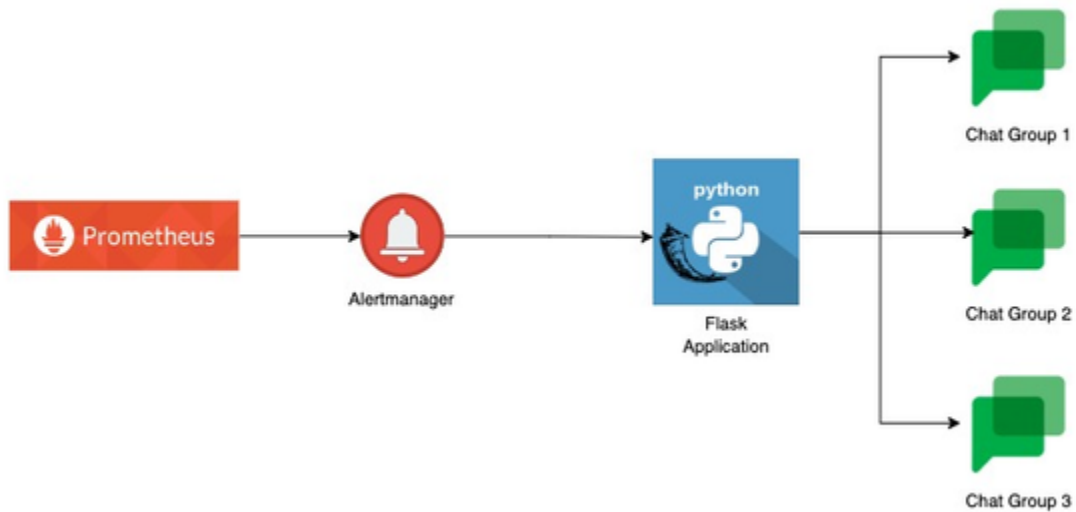 Prometheus
Alertmanager
python
Flask
Application
Chat Group 1
Chat Group 2
Chat Group 3